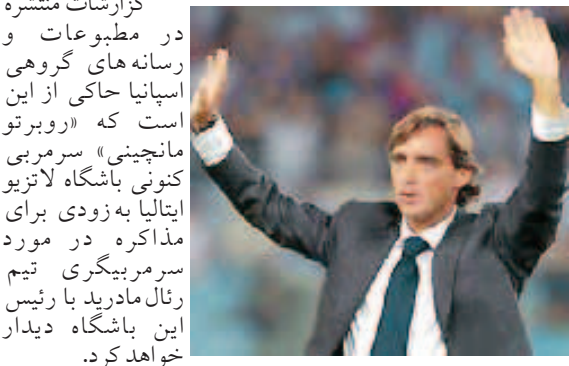 گزارشات منتشره
در مطبوعات و
رسانه‌های گروهی
اسپانیا حاکی از این
است که «روبرتو
مانچینی» سرمربی
کنونی باشگاه لاتزیو
ایتالیا به‌زودی برای
مذاکره در مورد
سرمربیگری تیم
رئال‌مادرید با رئیس
این باشگاه دیدار
خواهد کرد.